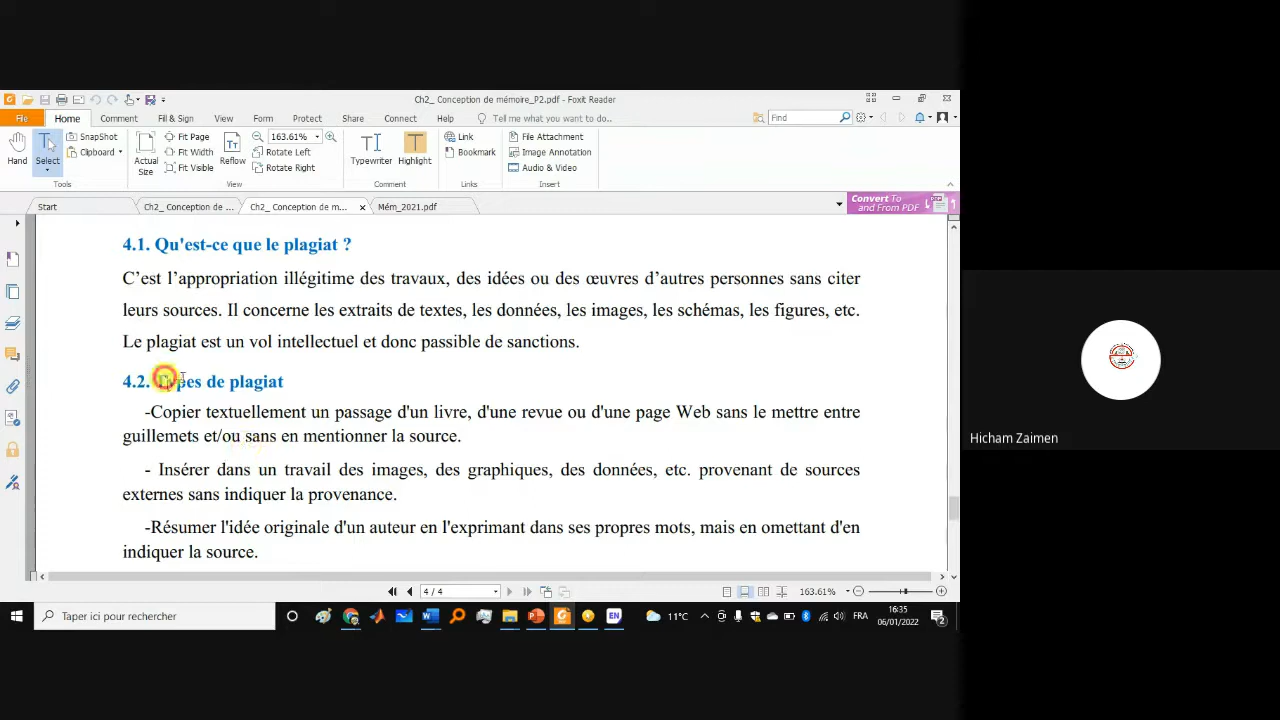 Ch2_ Conception de mémoire_P2.pdf - Foxit Reader
File Home Comment Fill & Sign View Form Protect Share Connect Help Tell me what you want to do.. Find
Hand Select SnapShot Clipboard Actual Size Fit Page Fit Width Fit Visible Reflow 163.61% Rotate Left Rotate Right Typewriter Highlight Link Bookmark File Attachment Image Annotation Audio & Video
Tools View Comment Links Insert
Start Ch2_ Conception de ... Ch2_ Conception de m... Mém_2021.pdf Convert To and From PDF
4.1. Qu'est-ce que le plagiat ?
C’est l’appropriation illégitime des travaux, des idées ou des œuvres d’autres personnes sans citer
leurs sources. Il concerne les extraits de textes, les données, les images, les schémas, les figures, etc.
Le plagiat est un vol intellectuel et donc passible de sanctions.
4.2. Types de plagiat
-Copier textuellement un passage d'un livre, d'une revue ou d'une page Web sans le mettre entre
guillemets et/ou sans en mentionner la source.
- Insérer dans un travail des images, des graphiques, des données, etc. provenant de sources
externes sans indiquer la provenance.
-Résumer l'idée originale d'un auteur en l'exprimant dans ses propres mots, mais en omettant d'en
indiquer la source.
4 / 4 163.61%
Taper ici pour rechercher EN 11°C FRA 16:35
06/01/2022 2
Hicham Zaimen